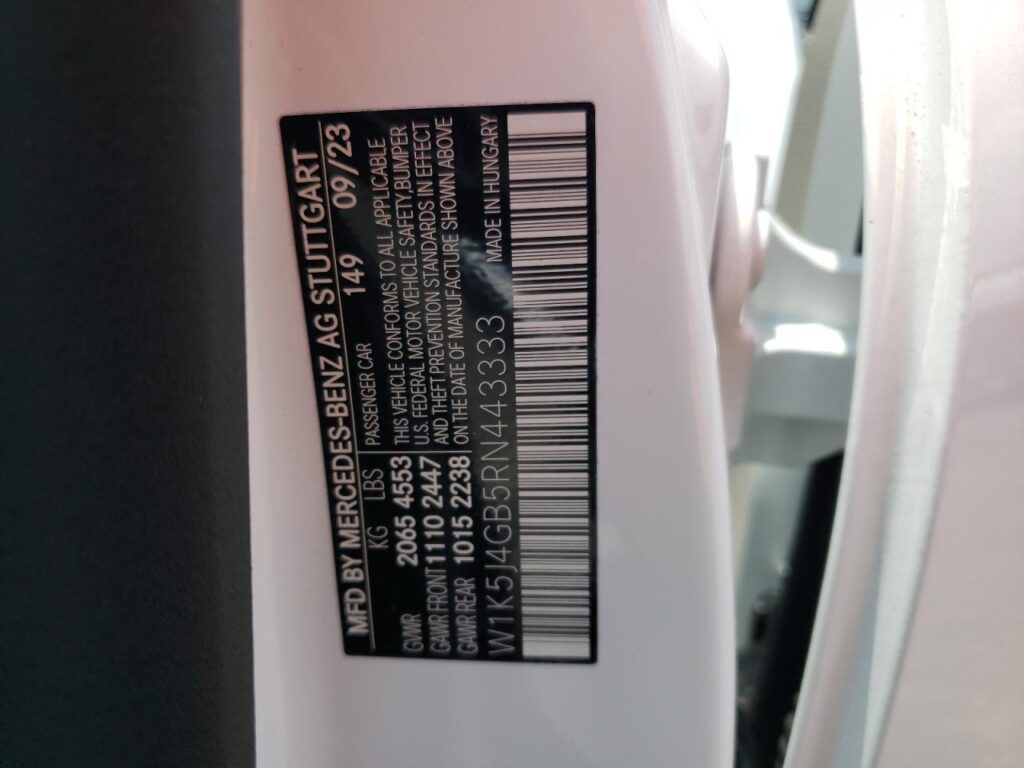 MFD BY MERCEDES-BENZ AG STUTTGART
KG LBS 149 09/23
GVWR 2065 4553 PASSENGER CAR
GAWR FRONT 1110 2447
GAWR REAR 1015 2238
THIS VEHICLE CONFORMS TO ALL APPLICABLE
U.S. FEDERAL MOTOR VEHICLE SAFETY,BUMPER
AND THEFT PREVENTION STANDARDS IN EFFECT
ON THE DATE OF MANUFACTURE SHOWN ABOVE
W1K5J4GB5RN443333 MADE IN HUNGARY